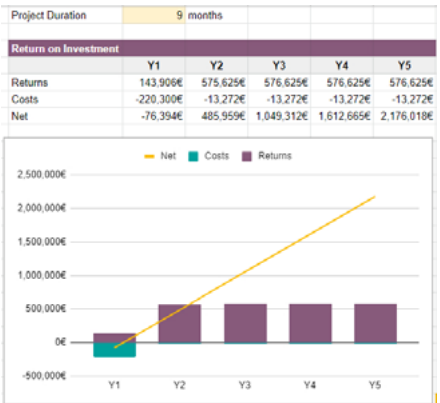 Project Duration 9 months
Return on Investment
Y1 Y2 Y3 Y4 Y5
Returns 143,906€ 575,625€ 576,625€ 576,625€ 576,625€
Costs -220,300€ -13,272€ -13,272€ -13,272€ -13,272€
Net -76,394€ 485,959€ 1,049,312€ 1,612,665€ 2,176,018€
Net Costs Returns
2,500,000€
2,000,000€
1,500,000€
1,000,000€
500,000€
0€
-500,000€
Y1 Y2 Y3 Y4 Y5